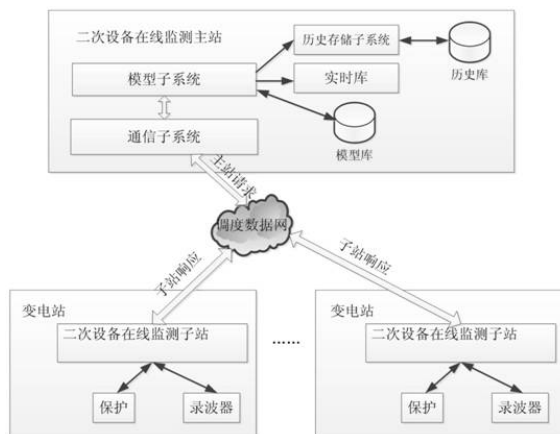 二次设备在线监测主站
历史存储子系统
历史库
模型子系统
实时库
模型库
通信子系统
主站请求
调度数据网
子站响应
子站响应
变电站
二次设备在线监测子站
保护
录波器
……
变电站
二次设备在线监测子站
保护
录波器